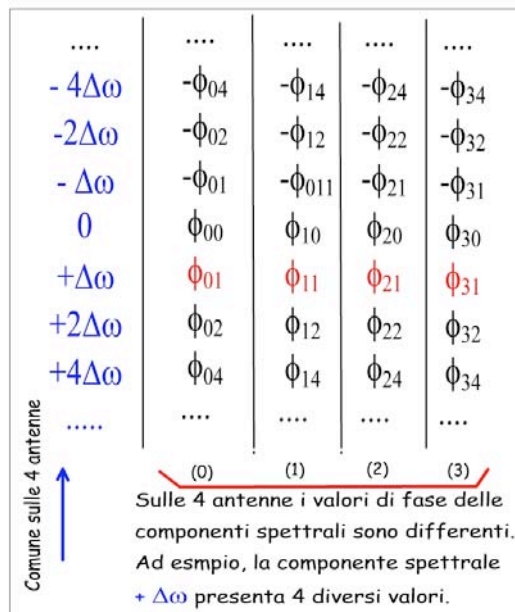 .... .... .... .... ....
- 4Δω -ϕ04 -ϕ14 -ϕ24 -ϕ34
-2Δω -ϕ02 -ϕ12 -ϕ22 -ϕ32
- Δω -ϕ01 -ϕ011 -ϕ21 -ϕ31
0 ϕ00 ϕ10 ϕ20 ϕ30
+Δω ϕ01 ϕ11 ϕ21 ϕ31
+2Δω ϕ02 ϕ12 ϕ22 ϕ32
+4Δω ϕ04 ϕ14 ϕ24 ϕ34
..... .... .... .... ....
(0) (1) (2) (3)
Comune sulle 4 antenne
Sulle 4 antenne i valori di fase delle
componenti spettrali sono differenti.
Ad esmpio, la componente spettrale
+ Δω presenta 4 diversi valori.